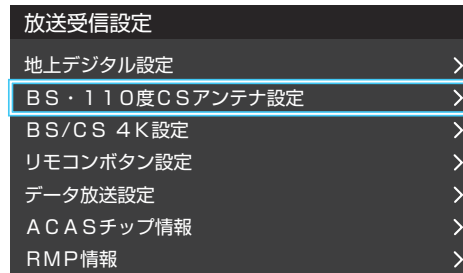 放送受信設定
地上デジタル設定
ＢＳ・１１０度ＣＳアンテナ設定
ＢＳ/ＣＳ ４Ｋ設定
リモコンボタン設定
データ放送設定
ＡＣＡＳチップ情報
ＲＭＰ情報